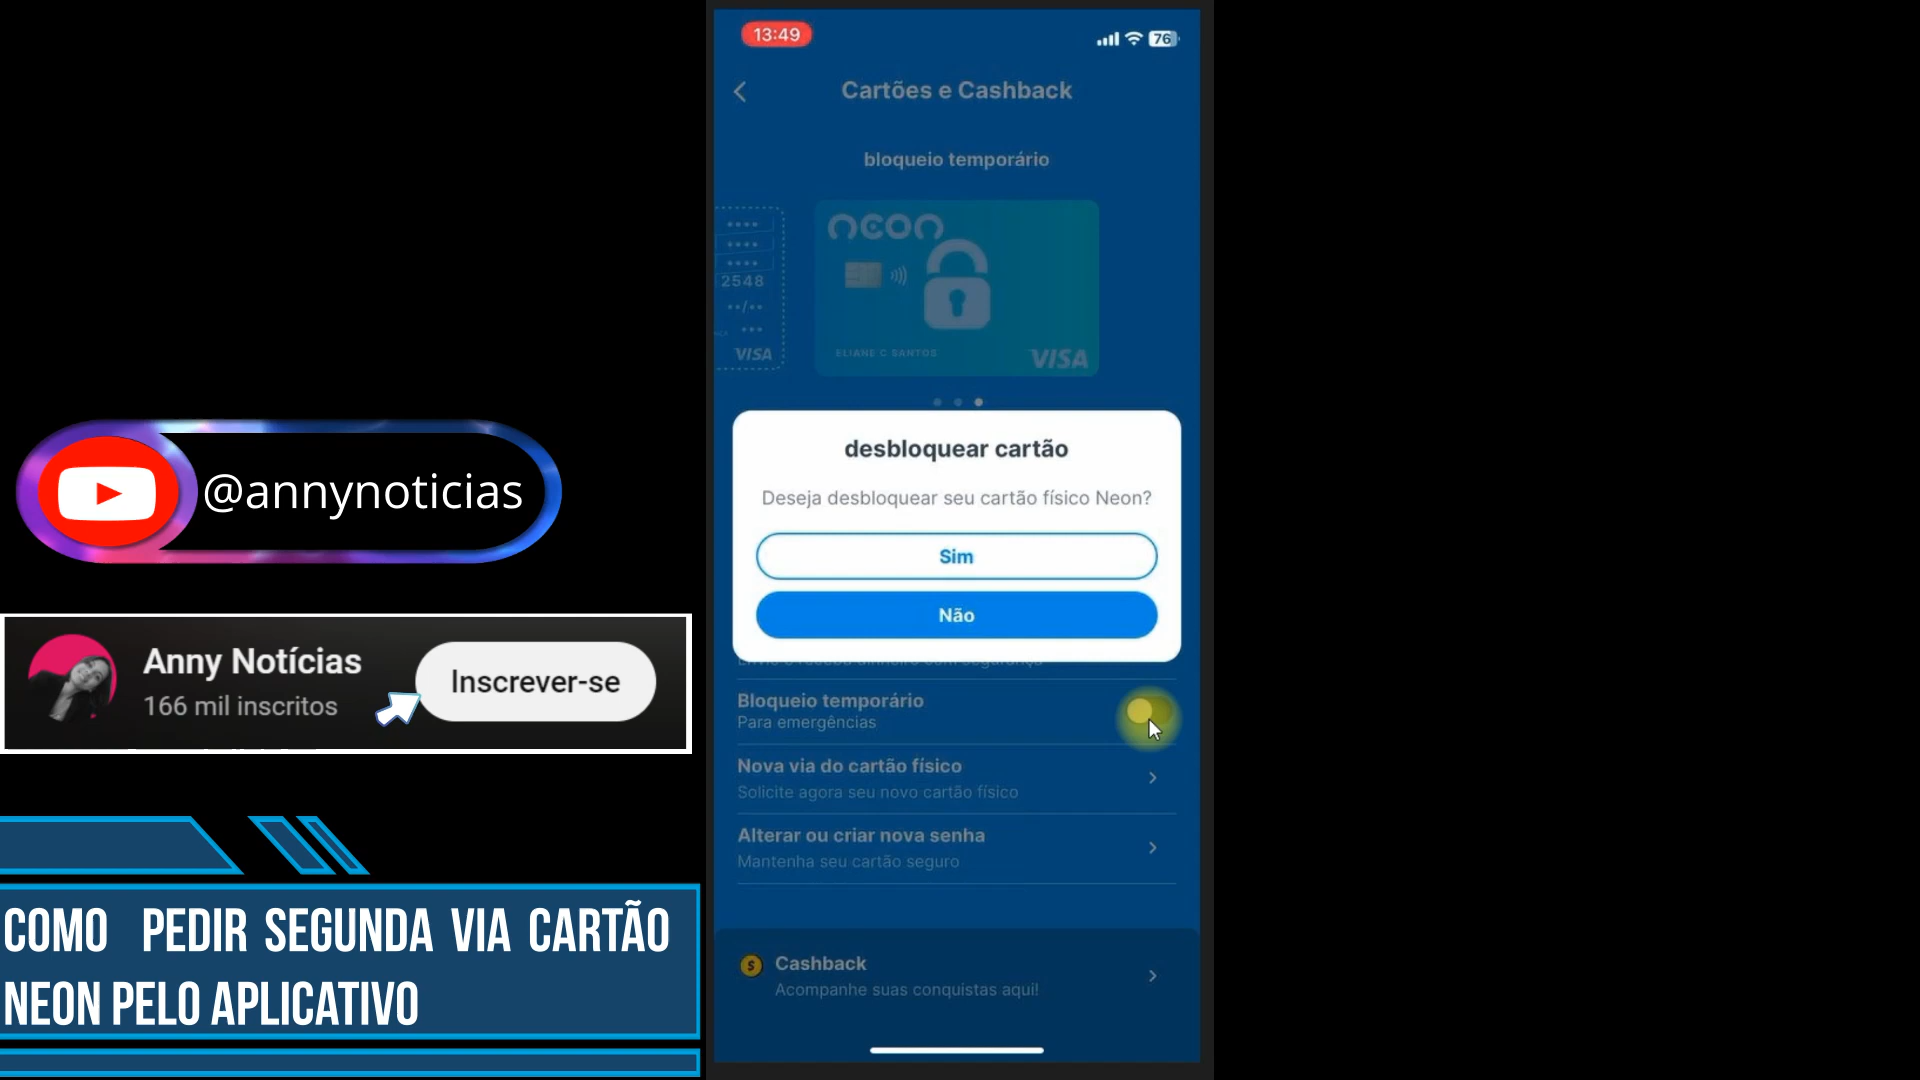 13:49
76
Cartões e Cashback
bloqueio temporário
neon
2548
VISA
ELIANE C SANTOS
VISA
desbloquear cartão
Deseja desbloquear seu cartão físico Neon?
Sim
Não
Bloqueio temporário
Para emergências
Nova via do cartão físico
Solicite agora seu novo cartão físico
Alterar ou criar nova senha
Mantenha seu cartão seguro
Cashback
Acompanhe suas conquistas aqui!
@annynoticias
Anny Notícias
166 mil inscritos
Inscrever-se
COMO PEDIR SEGUNDA VIA CARTÃO
NEON PELO APLICATIVO